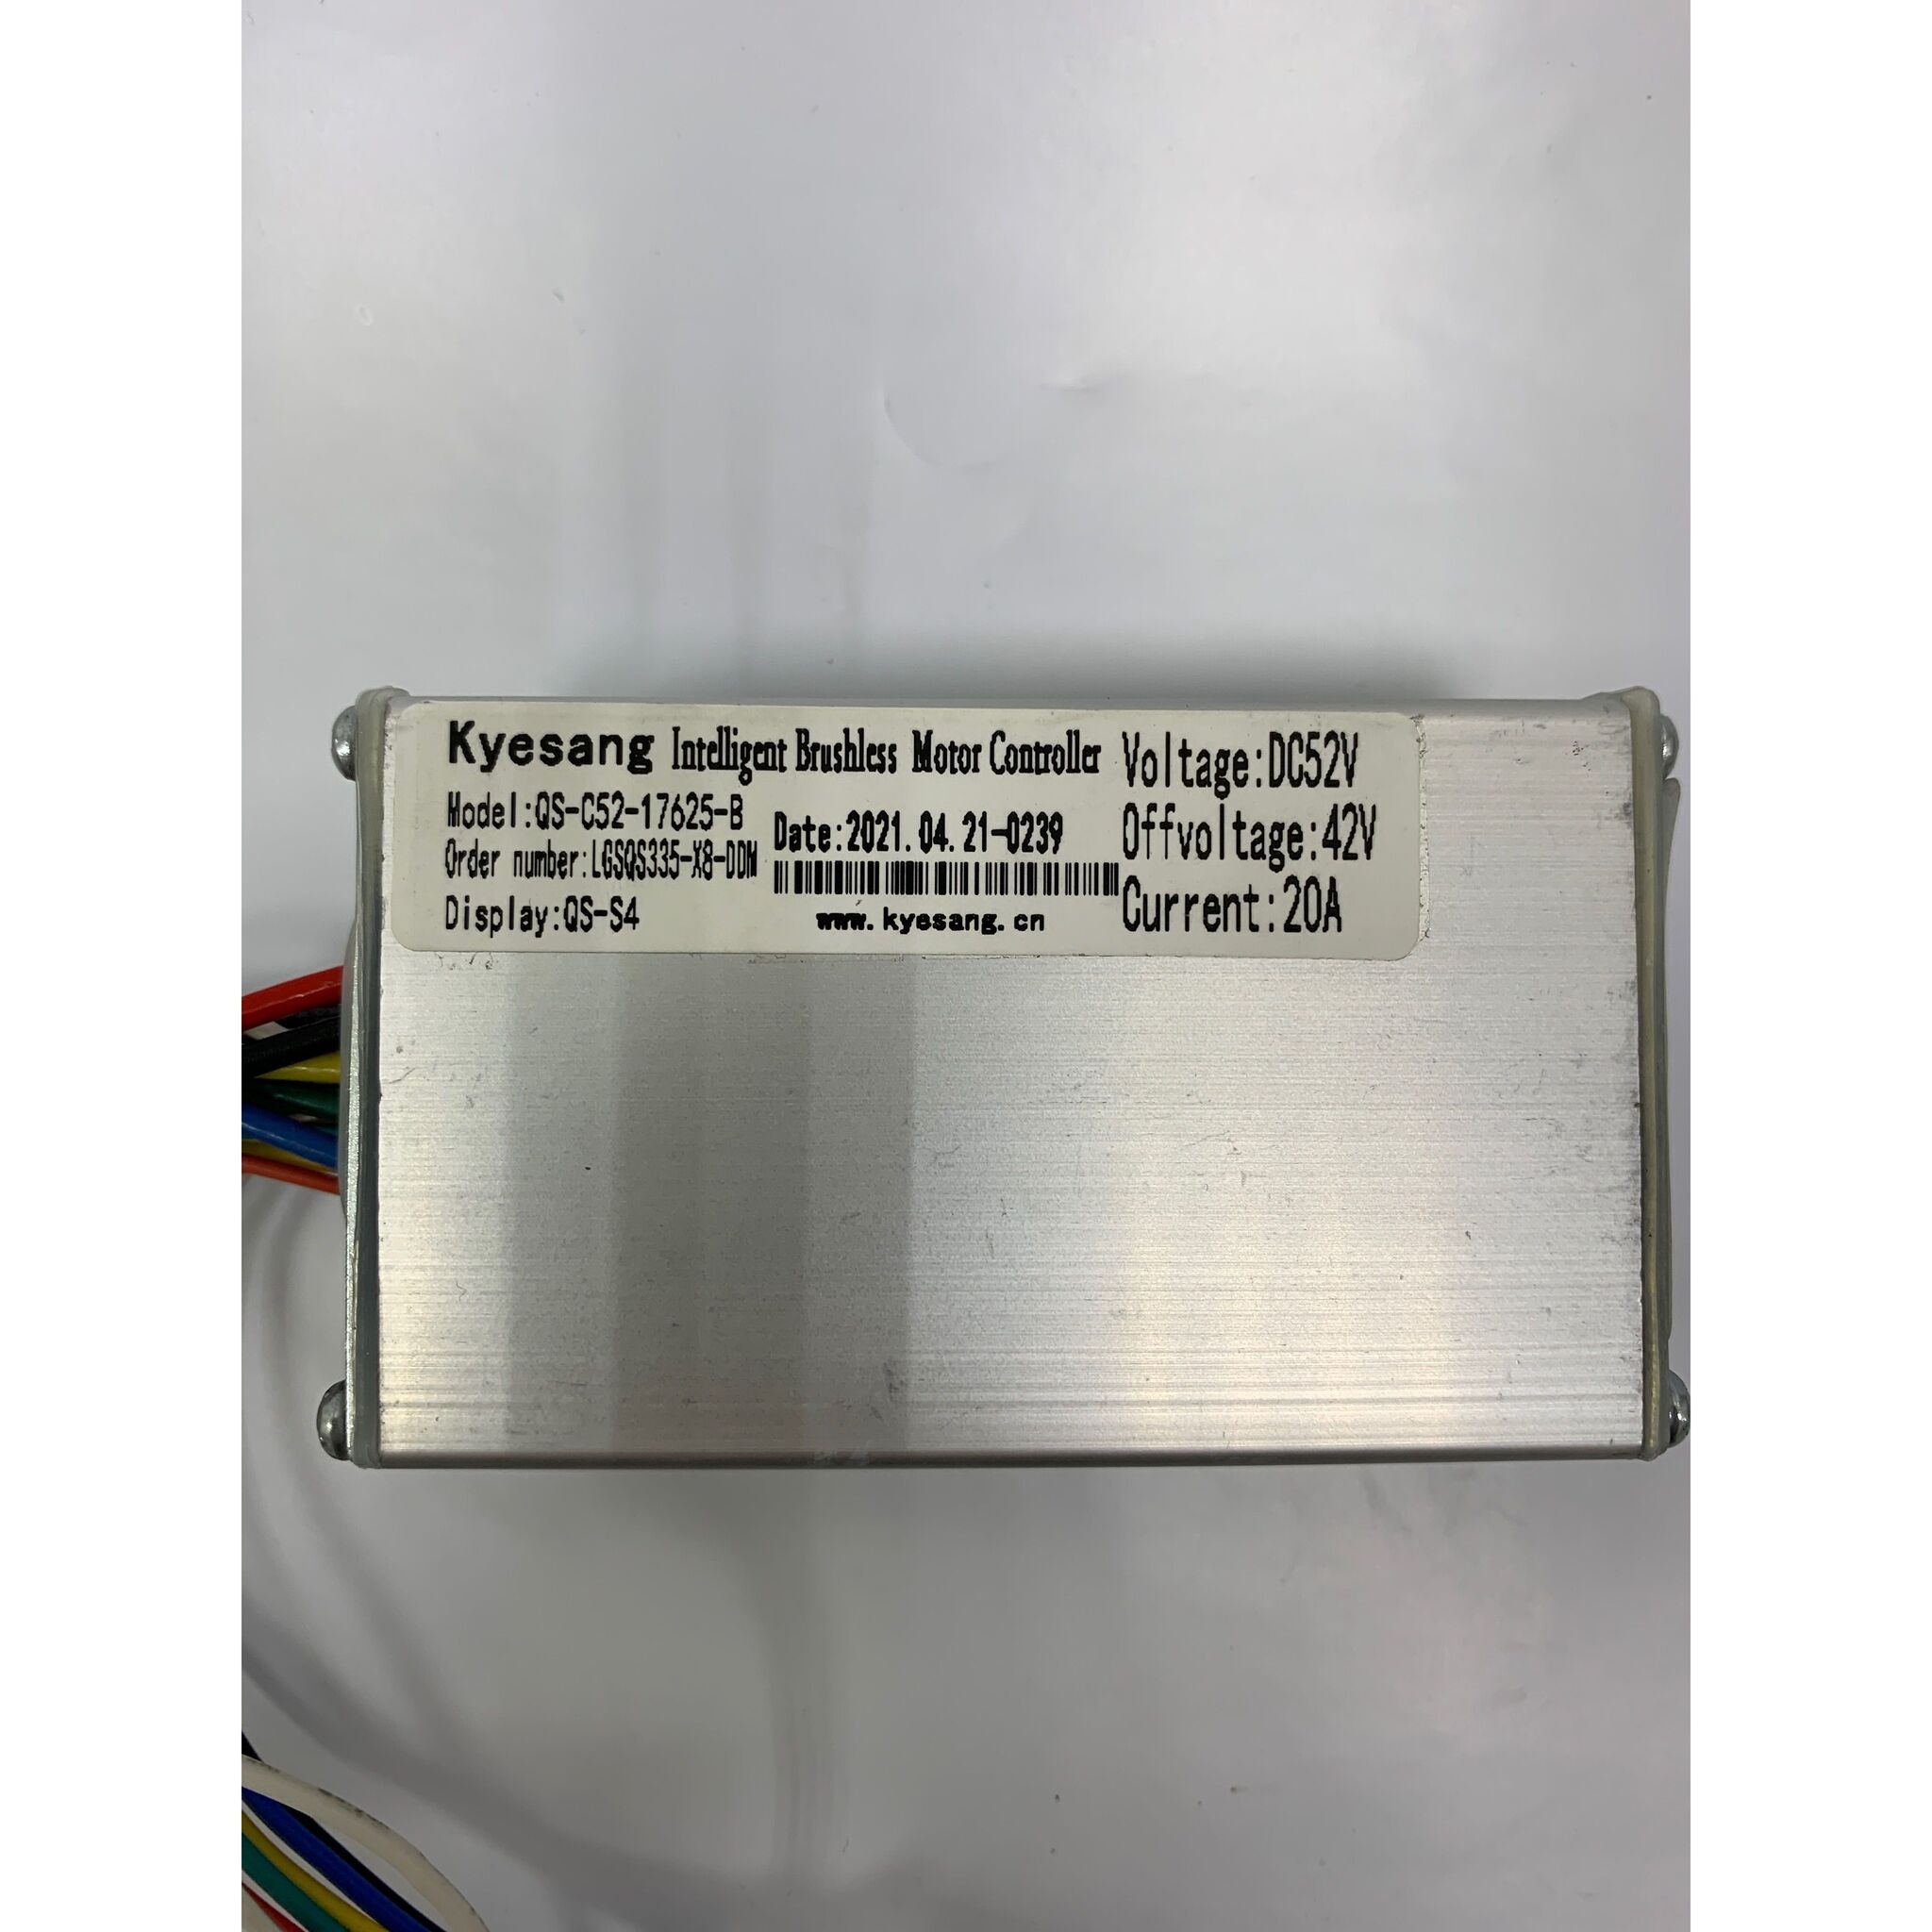 Kyesang Intelligent Brushless Motor Controller
Model:QS-C52-17625-B
Order number:LGSQS335-X8-DDM
Display:QS-S4
Date:2021.04.21-0239
www.kyesang.cn
Voltage:DC52V
Offvoltage:42V
Current:20A